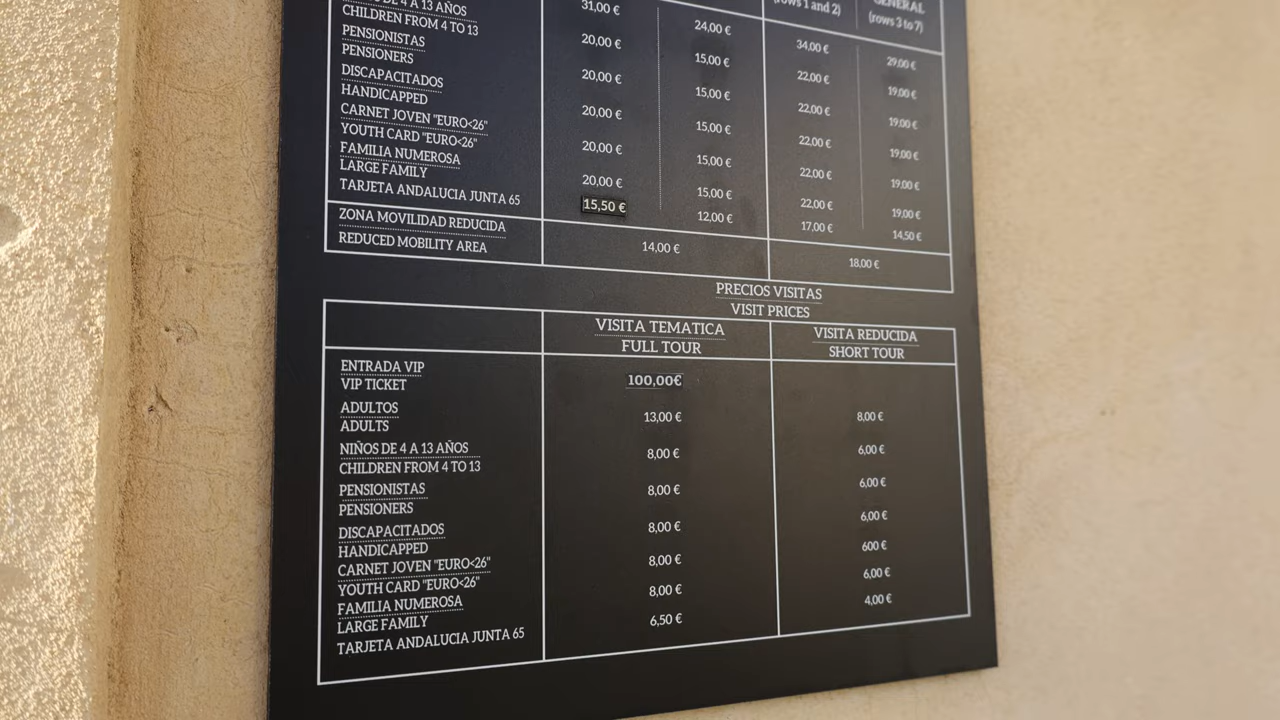 NIÑOS DE 4 A 13 AÑOS
CHILDREN FROM 4 TO 13
PENSIONISTAS
PENSIONERS
DISCAPACITADOS
HANDICAPPED
CARNET JOVEN "EURO<26"
YOUTH CARD "EURO<26"
FAMILIA NUMEROSA
LARGE FAMILY
TARJETA ANDALUCIA JUNTA 65
31,00 €
20,00 €
20,00 €
20,00 €
20,00 €
20,00 €
15,50 €
24,00 €
15,00 €
15,00 €
15,00 €
15,00 €
15,00 €
12,00 €
(rows 1 and 2)
34,00 €
22,00 €
22,00 €
22,00 €
22,00 €
22,00 €
17,00 €
GENERAL
(rows 3 to 7)
29,00 €
19,00 €
19,00 €
19,00 €
19,00 €
19,00 €
14,50 €
ZONA MOVILIDAD REDUCIDA
REDUCED MOBILITY AREA
14,00 €
18,00 €
PRECIOS VISITAS
VISIT PRICES
VISITA TEMATICA
FULL TOUR
VISITA REDUCIDA
SHORT TOUR
ENTRADA VIP
VIP TICKET
100,00€
ADULTOS
ADULTS
13,00 €
8,00 €
NIÑOS DE 4 A 13 AÑOS
CHILDREN FROM 4 TO 13
8,00 €
6,00 €
PENSIONISTAS
PENSIONERS
8,00 €
6,00 €
DISCAPACITADOS
HANDICAPPED
8,00 €
6,00 €
CARNET JOVEN "EURO<26"
YOUTH CARD "EURO<26"
8,00 €
600 €
FAMILIA NUMEROSA
LARGE FAMILY
8,00 €
6,00 €
TARJETA ANDALUCIA JUNTA 65
6,50 €
4,00 €